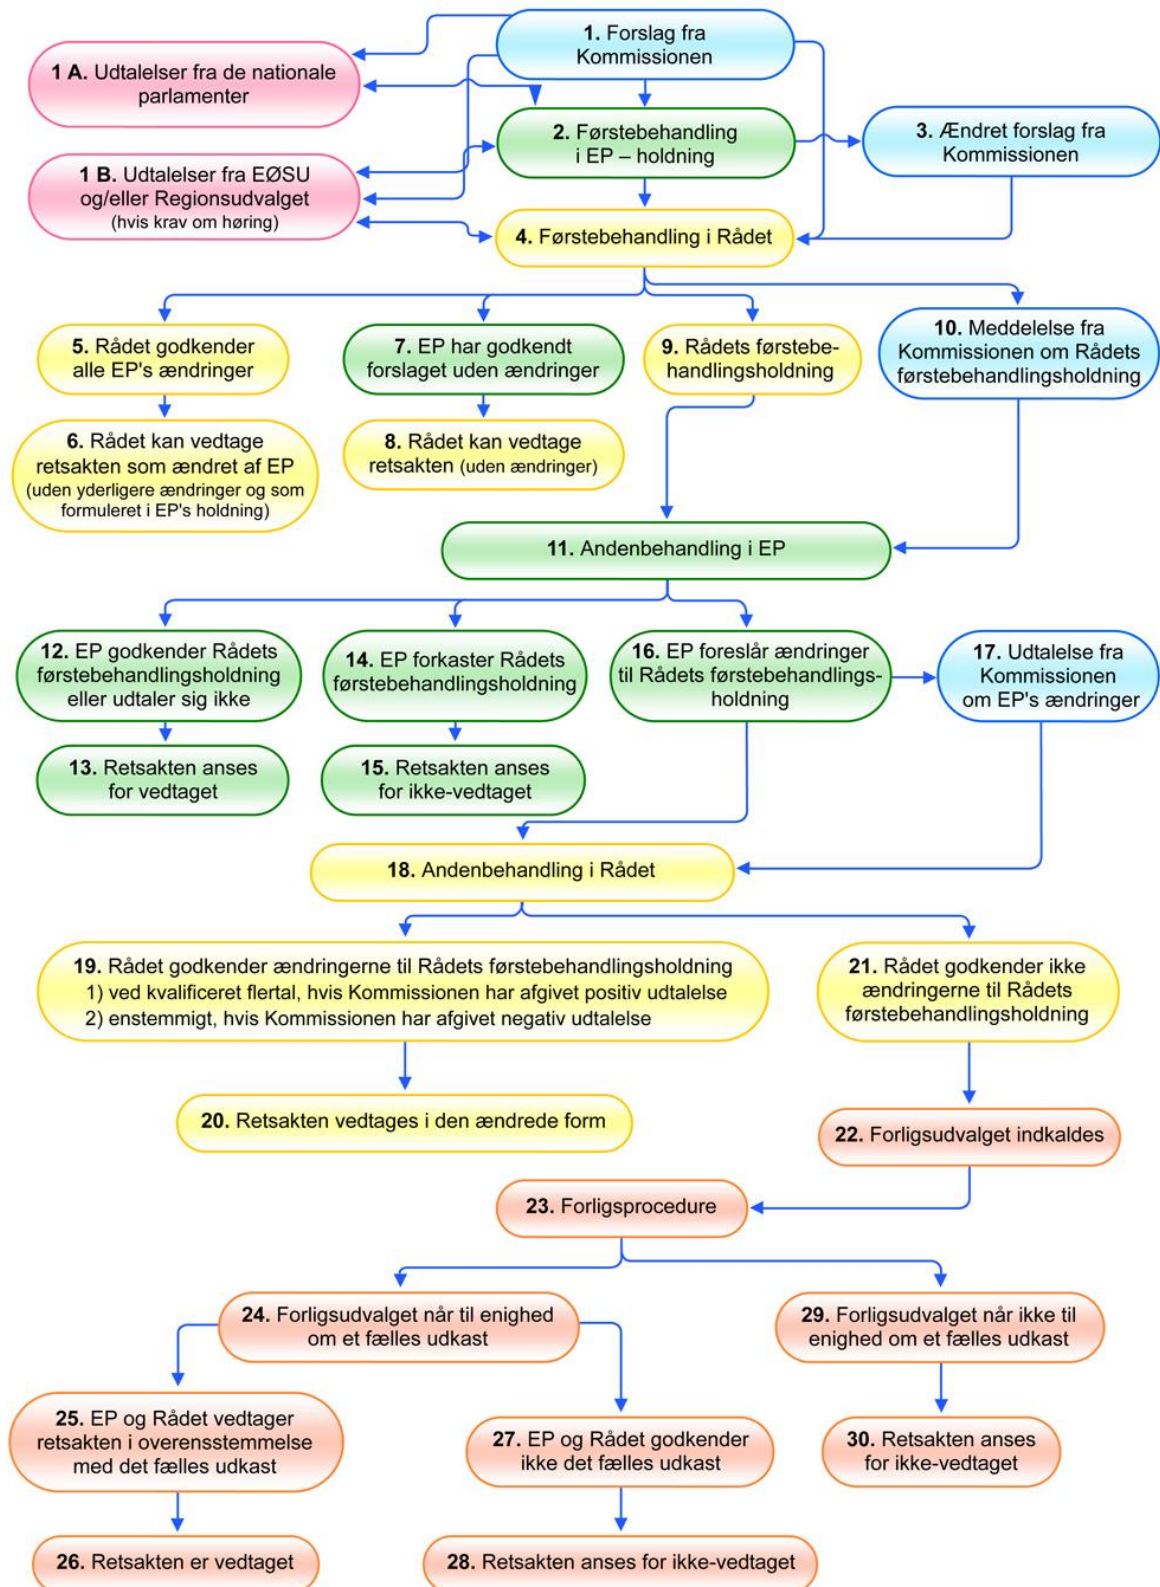 1. Forslag fra
Kommissionen
1 A. Udtalelser fra de nationale
parlamenter
2. Førstebehandling
i EP – holdning
3. Ændret forslag fra
Kommissionen
1 B. Udtalelser fra EØSU
og/eller Regionsudvalget
(hvis krav om høring)
4. Førstebehandling i Rådet
5. Rådet godkender
alle EP's ændringer
7. EP har godkendt
forslaget uden ændringer
9. Rådets førstebe-
handlingsholdning
10. Meddelelse fra
Kommissionen om Rådets
førstebehandlingsholdning
6. Rådet kan vedtage
retsakten som ændret af EP
(uden yderligere ændringer og som
formuleret i EP's holdning)
8. Rådet kan vedtage
retsakten (uden ændringer)
11. Andenbehandling i EP
12. EP godkender Rådets
førstebehandlingsholdning
eller udtaler sig ikke
14. EP forkaster Rådets
førstebehandlingsholdning
16. EP foreslår ændringer
til Rådets førstebehandlings-
holdning
17. Udtalelse fra
Kommissionen
om EP's ændringer
13. Retsakten anses
for vedtaget
15. Retsakten anses
for ikke-vedtaget
18. Andenbehandling i Rådet
19. Rådet godkender ændringerne til Rådets førstebehandlingsholdning
1) ved kvalificeret flertal, hvis Kommissionen har afgivet positiv udtalelse
2) enstemmigt, hvis Kommissionen har afgivet negativ udtalelse
21. Rådet godkender ikke
ændringerne til Rådets
førstebehandlingsholdning
20. Retsakten vedtages i den ændrede form
22. Forligsudvalget indkaldes
23. Forligsprocedure
24. Forligsudvalget når til enighed
om et fælles udkast
29. Forligsudvalget når ikke til
enighed om et fælles udkast
25. EP og Rådet vedtager
retsakten i overensstemmelse
med det fælles udkast
27. EP og Rådet godkender
ikke det fælles udkast
30. Retsakten anses
for ikke-vedtaget
26. Retsakten er vedtaget
28. Retsakten anses for ikke-vedtaget